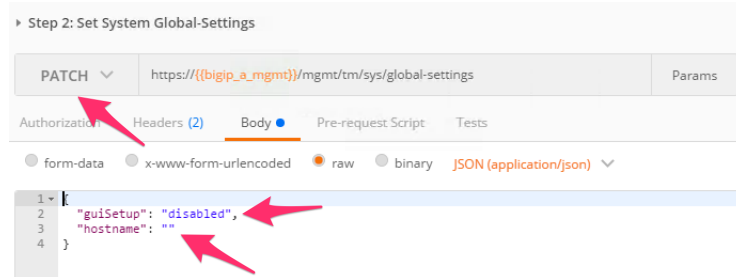 Step 2: Set System Global-Settings
PATCH https://{{bigip_a_mgmt}}/mgmt/tm/sys/global-settings Params
Authorization Headers (2) Body Pre-request Script Tests
form-data x-www-form-urlencoded raw binary JSON (application/json)
1 {
2 "guiSetup": "disabled",
3 "hostname": ""
4 }